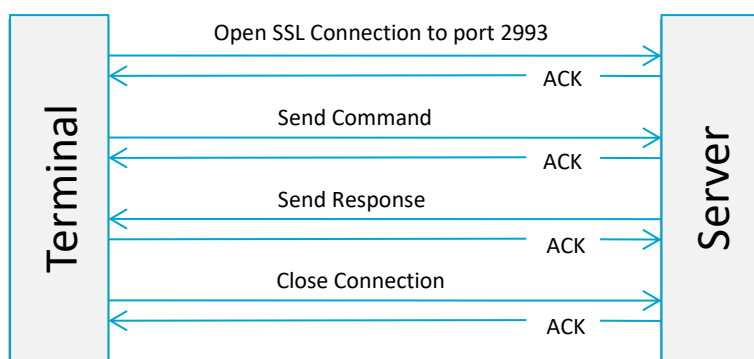 Open SSL Connection to port 2993
ACK
Send Command
ACK
Send Response
ACK
Close Connection
ACK
Terminal
Server